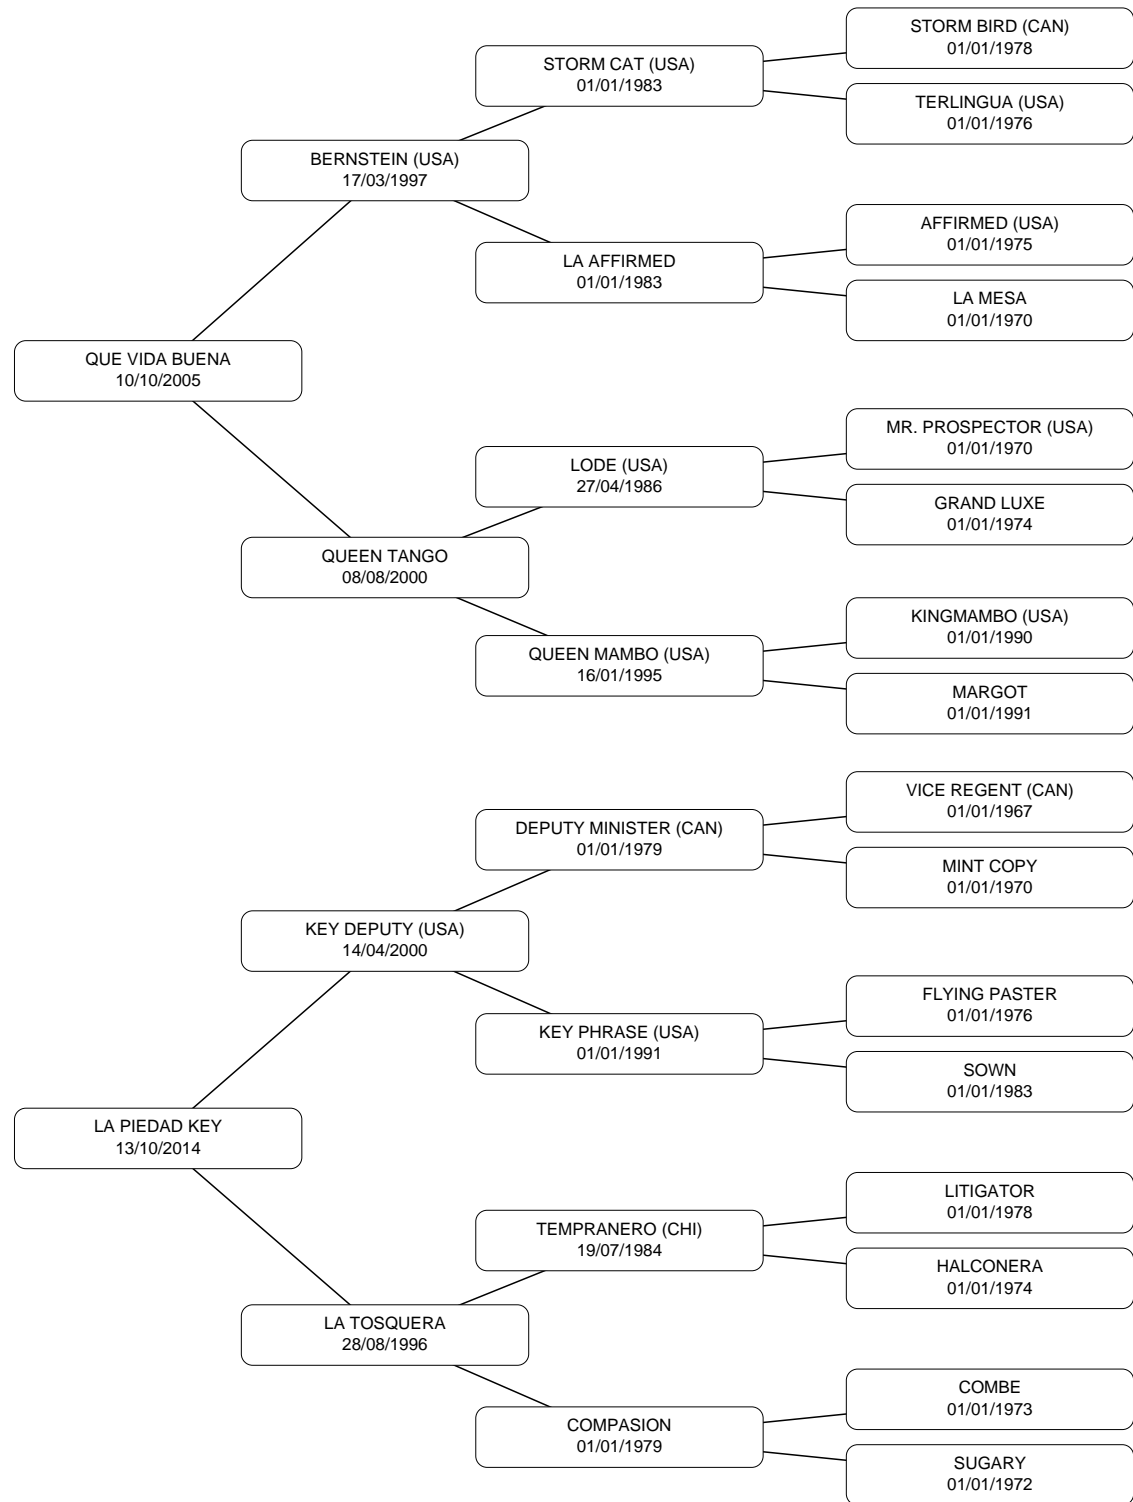 STORM BIRD (CAN)
01/01/1978
STORM CAT (USA)
01/01/1983
TERLINGUA (USA)
01/01/1976
BERNSTEIN (USA)
17/03/1997
AFFIRMED (USA)
01/01/1975
LA AFFIRMED
01/01/1983
LA MESA
01/01/1970
QUE VIDA BUENA
10/10/2005
MR. PROSPECTOR (USA)
01/01/1970
LODE (USA)
27/04/1986
GRAND LUXE
01/01/1974
QUEEN TANGO
08/08/2000
KINGMAMBO (USA)
01/01/1990
QUEEN MAMBO (USA)
16/01/1995
MARGOT
01/01/1991
VICE REGENT (CAN)
01/01/1967
DEPUTY MINISTER (CAN)
01/01/1979
MINT COPY
01/01/1970
KEY DEPUTY (USA)
14/04/2000
FLYING PASTER
01/01/1976
KEY PHRASE (USA)
01/01/1991
SOWN
01/01/1983
LA PIEDAD KEY
13/10/2014
LITIGATOR
01/01/1978
TEMPRANERO (CHI)
19/07/1984
HALCONERA
01/01/1974
LA TOSQUERA
28/08/1996
COMBE
01/01/1973
COMPASION
01/01/1979
SUGARY
01/01/1972